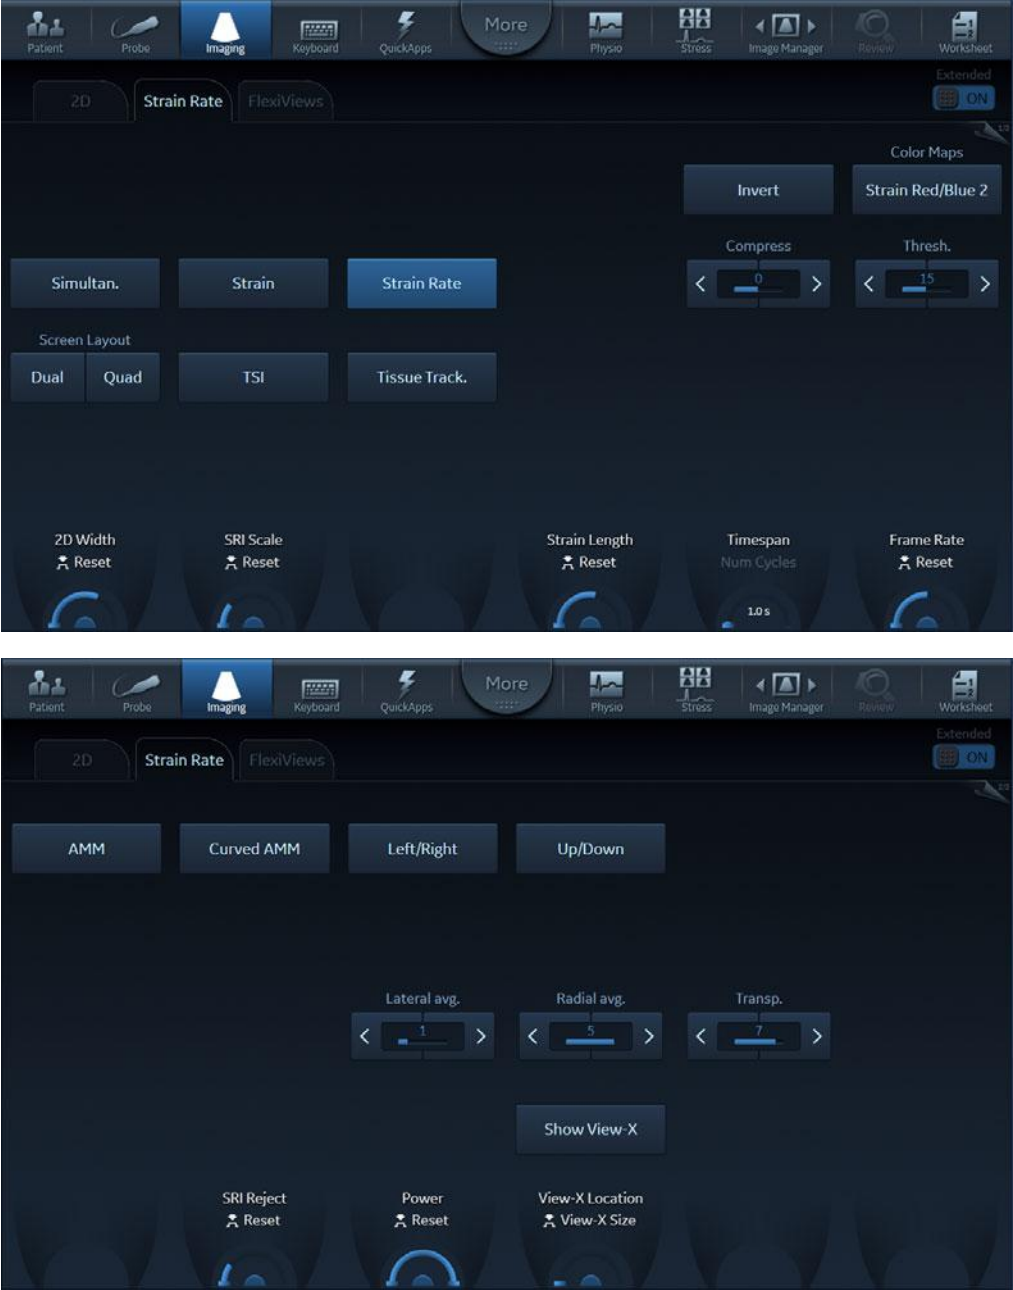 Patient Probe Imaging Keyboard QuickApps More Physio Stress Image Manager Review Worksheet
Extended
2D Strain Rate FlexiViews ON
Color Maps
Invert Strain Red/Blue 2
Compress Thresh.
Simultan. Strain Strain Rate 0 15
Screen Layout
Dual Quad TSI Tissue Track.
2D Width SRI Scale Strain Length Timespan Frame Rate
Reset Reset Reset Num Cycles Reset
1.0 s
Patient Probe Imaging Keyboard QuickApps More Physio Stress Image Manager Review Worksheet
Extended
2D Strain Rate FlexiViews ON
AMM Curved AMM Left/Right Up/Down
Lateral avg. Radial avg. Transp.
1 5 7
Show View-X
SRI Reject Power View-X Location
Reset Reset View-X Size